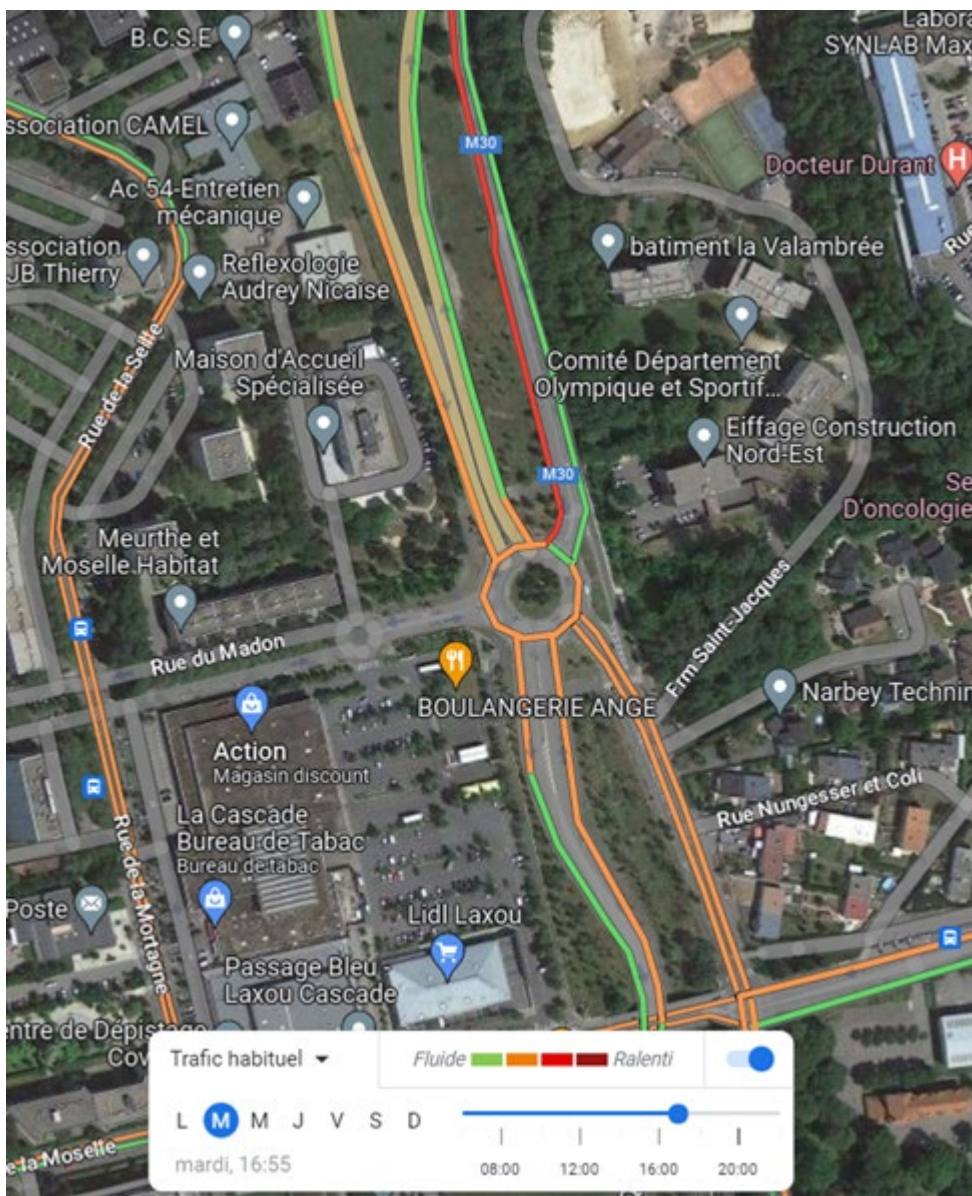 Labora
SYNLAB Max
B.C.S.E
M30
ssociation CAMEL
Docteur Durant
H
Ac 54-Entretien
mécanique
Rue
ssociation
JB Thierry
batiment la Valambrée
Reflexologie
Audrey Nicaise
Rue de la Seille
Maison d'Accueil
Spécialisée
Comité Département
Olympique et Sportif...
Eiffage Construction
Nord-Est
M30
Se
D'oncologie
Meurthe et
Moselle Habitat
Frm Saint-Jacques
Rue du Madon
BOULANGERIE ANGE
Narbey Technin
Action
Magasin discount
Rue Nungesser et Coli
La Cascade
Bureau-de-Tabac
Bureau de tabac
Rue de la Mortagne
Poste
Lidl Laxou
Passage Bleu -
Laxou Cascade
entre de Dépistage
Cov
Trafic habituel
Fluide
Ralenti
L M M J V S D
mardi, 16:55
08:00 12:00 16:00 20:00
e la Moselle